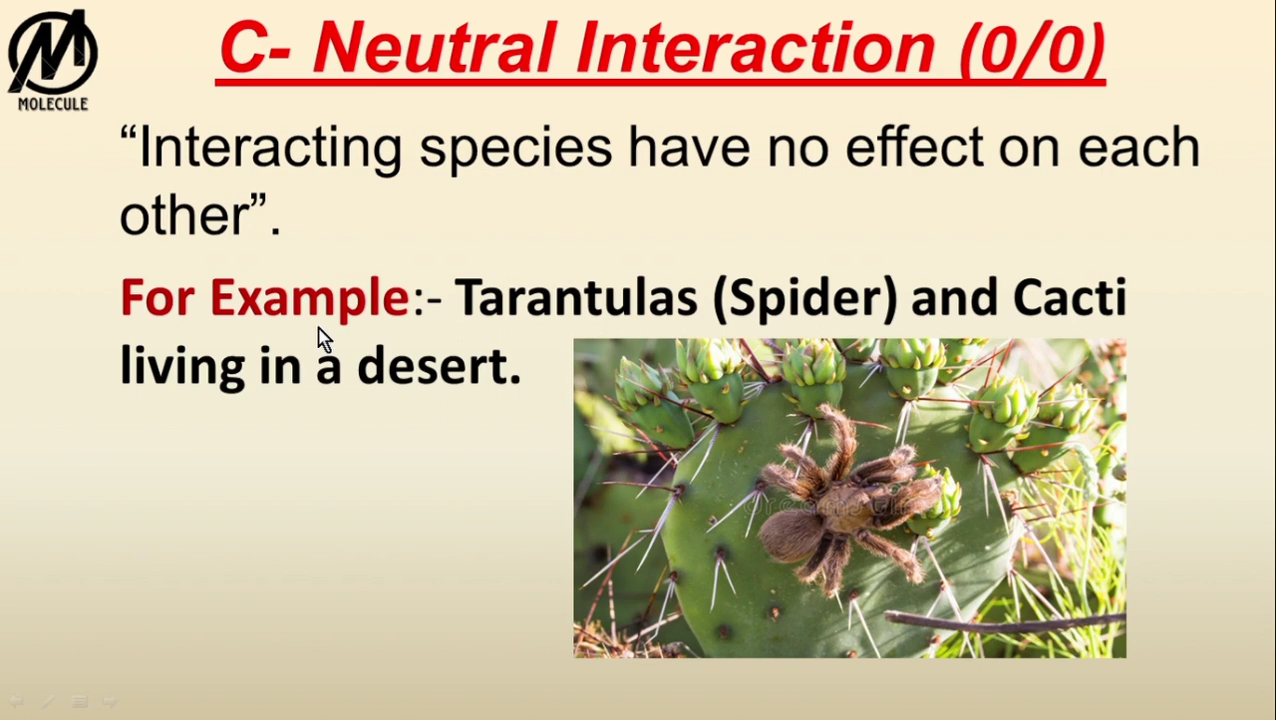 MOLECULE
C- Neutral Interaction (0/0)
“Interacting species have no effect on each
other”.
For Example:- Tarantulas (Spider) and Cacti
living in a desert.
dreamstime